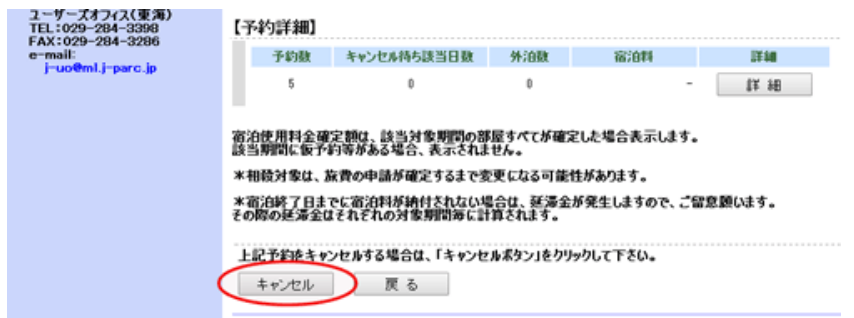 ユーザーズオフィス(東海)
TEL:029-284-3398
FAX:029-284-3286
e-mail:
j-uo@ml.j-parc.jp
【予約詳細】
予約数 キャンセル待ち該当日数 外泊数 宿泊料 詳細
5 0 0 - 詳 細
宿泊使用料金確定額は、該当対象期間の部屋すべてが確定した場合表示します。
該当期間に仮予約等がある場合、表示されません。
＊相殺対象は、旅費の申請が確定するまで変更になる可能性があります。
＊宿泊終了日までに宿泊料が納付されない場合は、延滞金が発生しますので、ご留意願います。
その際の延滞金はそれぞれの対象期間毎に計算されます。
上記予約をキャンセルする場合は、「キャンセルボタン」をクリックして下さい。
キャンセル 戻 る